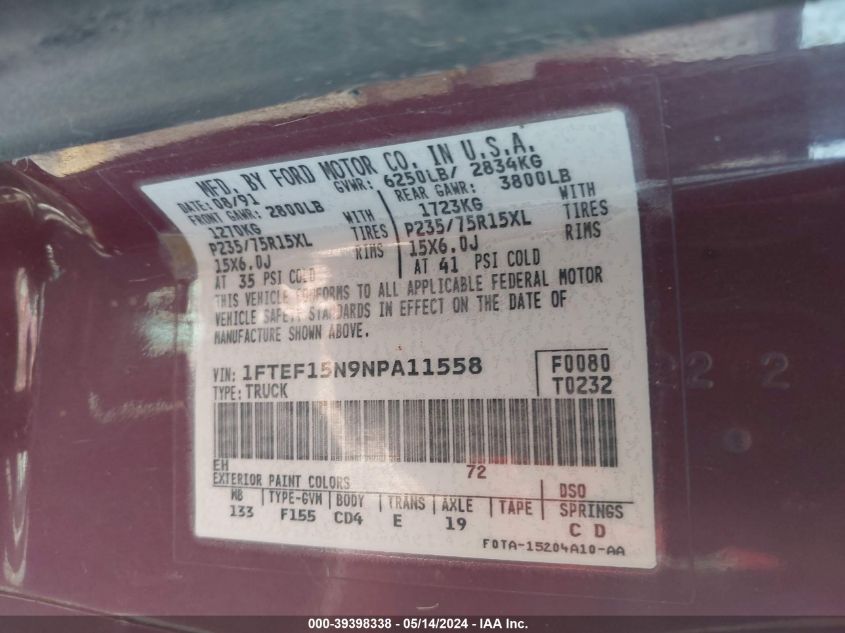 MFD. BY FORD MOTOR CO. IN U.S.A.
DATE: 08/91 GVWR: 6250LB/ 2834KG
FRONT GAWR: 2800LB REAR GAWR: 3800LB
1270KG WITH 1723KG WITH
P235/75R15XL TIRES P235/75R15XL TIRES
15X6.0J RIMS 15X6.0J RIMS
AT 35 PSI COLD AT 41 PSI COLD
THIS VEHICLE CONFORMS TO ALL APPLICABLE FEDERAL MOTOR
VEHICLE SAFETY STANDARDS IN EFFECT ON THE DATE OF
MANUFACTURE SHOWN ABOVE.
VIN: 1FTEF15N9NPA11558 F0080
TYPE: TRUCK T0232
EH 72
EXTERIOR PAINT COLORS DSO
WB TYPE-GVM BODY TRANS AXLE TAPE SPRINGS
133 F155 CD4 E 19 C D
F0TA-15204A10-AA
000-39398338 - 05/14/2024 - IAA Inc.